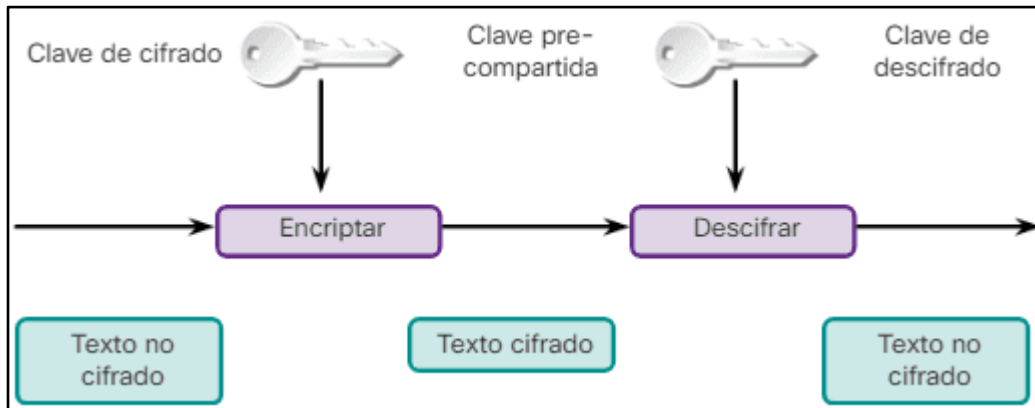 Clave de cifrado
Clave pre-
compartida
Clave de
descifrado
Encriptar
Descifrar
Texto no
cifrado
Texto cifrado
Texto no
cifrado